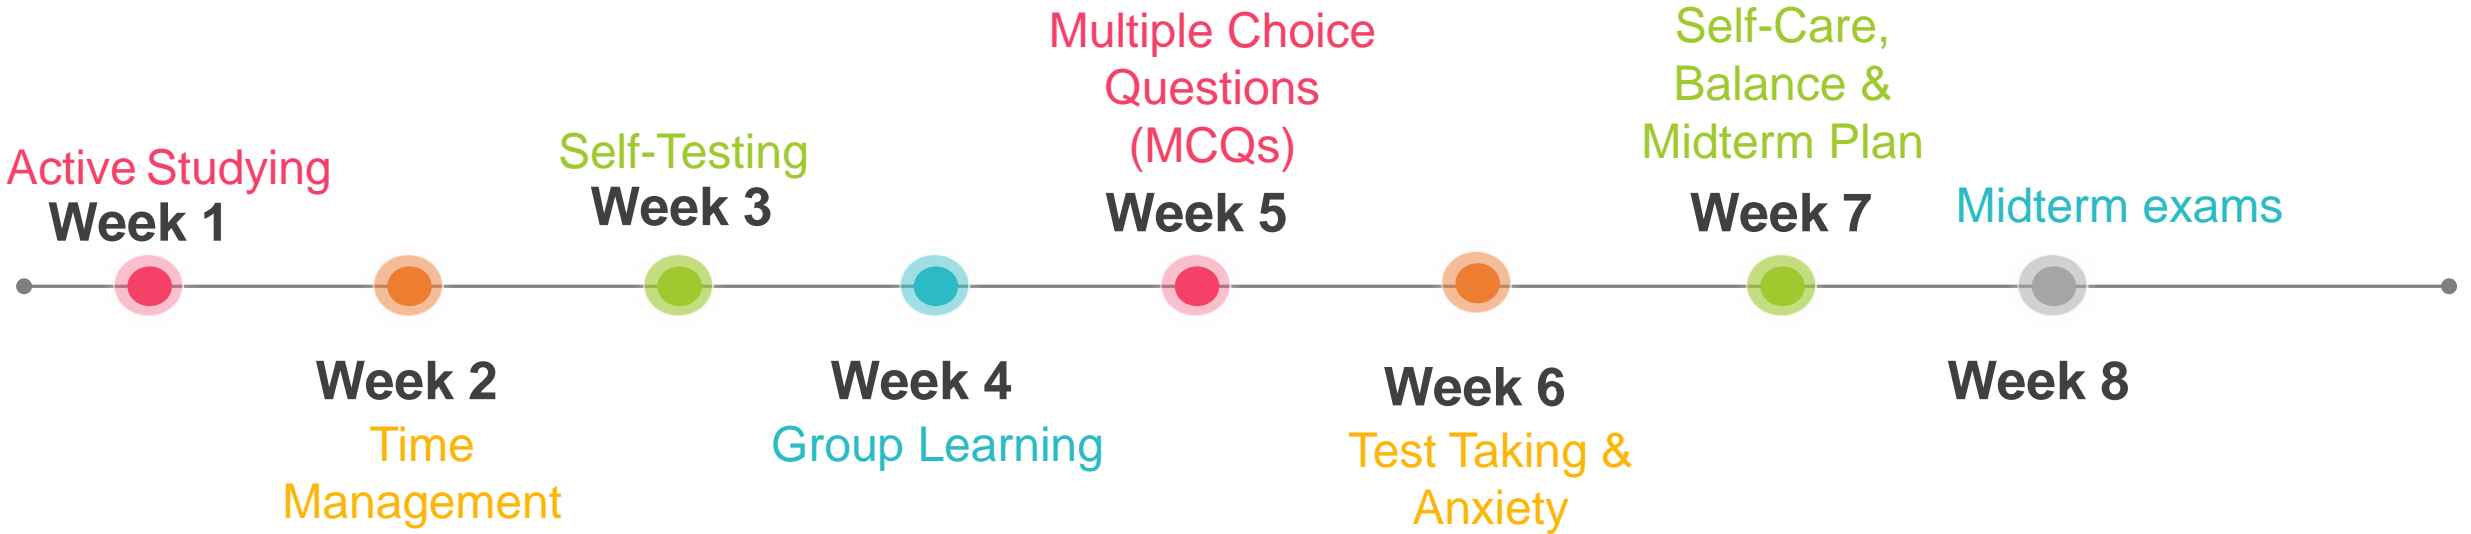 Active Studying
Week 1
Week 2
Time
Management
Self-Testing
Week 3
Week 4
Group Learning
Multiple Choice
Questions
(MCQs)
Week 5
Week 6
Test Taking &
Anxiety
Self-Care,
Balance &
Midterm Plan
Week 7
Midterm exams
Week 8